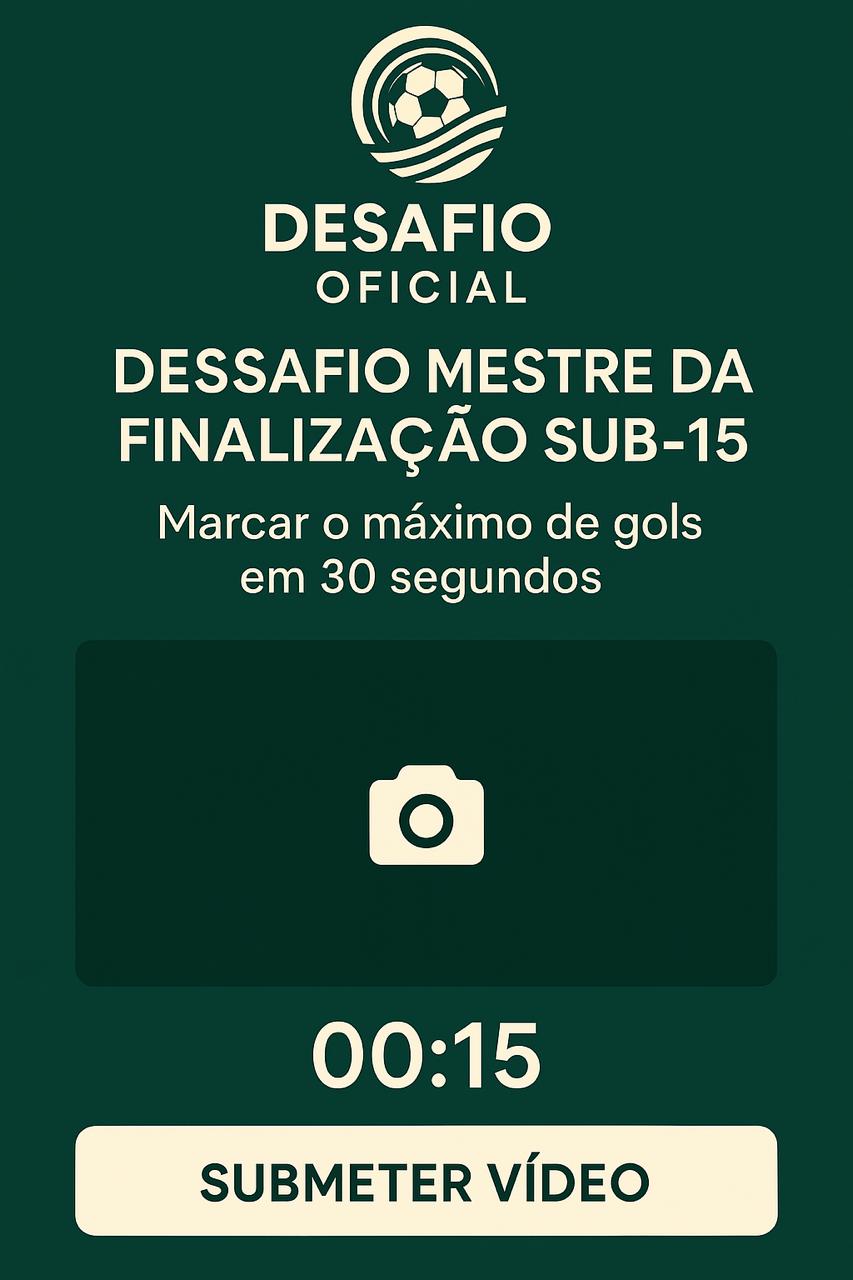 DESAFIO
OFICIAL
DESSAFIO MESTRE DA
FINALIZAÇÃO SUB-15
Marcar o máximo de gols
em 30 segundos
00:15
SUBMETER VÍDEO